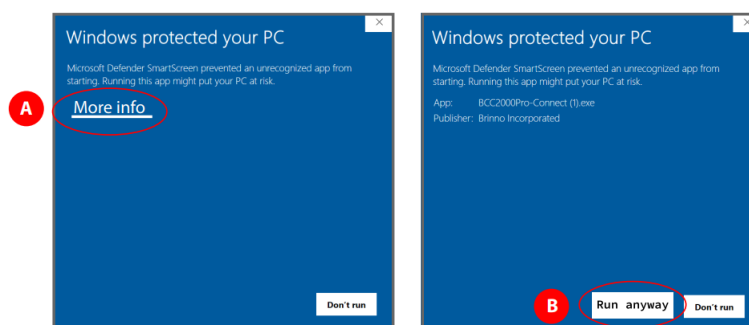 Windows protected your PC
Microsoft Defender SmartScreen prevented an unrecognized app from
starting. Running this app might put your PC at risk.
A
More info
Don't run
Windows protected your PC
Microsoft Defender SmartScreen prevented an unrecognized app from
starting. Running this app might put your PC at risk.
App: BCC2000Pro-Connect (1).exe
Publisher: Brinno Incorporated
B
Run anyway
Don't run